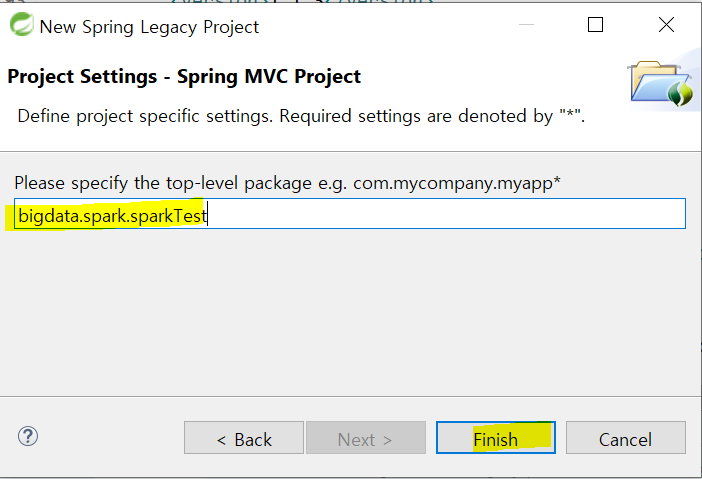 New Spring Legacy Project
Project Settings - Spring MVC Project
Define project specific settings. Required settings are denoted by "*".
Please specify the top-level package e.g. com.mycompany.myapp*
bigdata.spark.sparkTest
?
< Back
Next >
Finish
Cancel